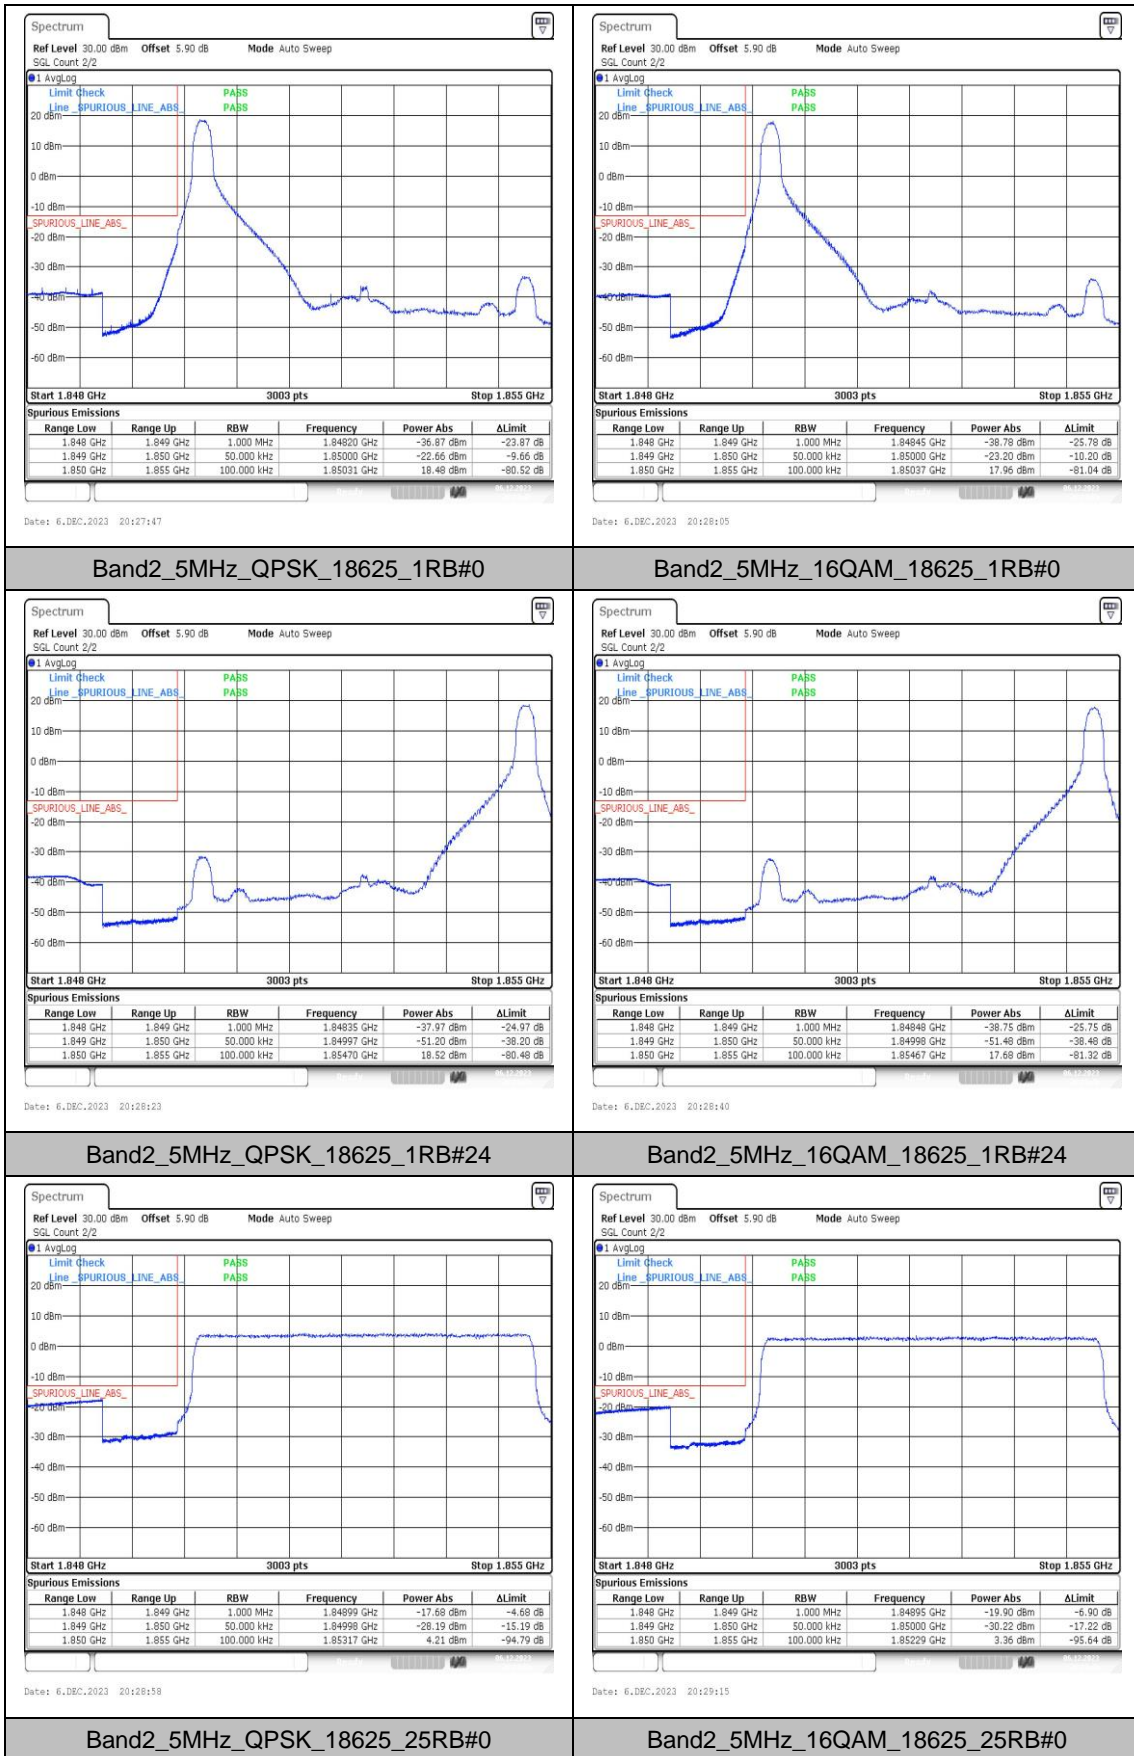 Spectrum
Ref Level 30.00 dBm Offset 5.90 dB Mode Auto Sweep
SGL Count 2/2
1 AvgLog
Limit Check PASS
Line _SPURIOUS_LINE_ABS_ PASS
20 dBm
10 dBm
0 dBm
-10 dBm
_SPURIOUS_LINE_ABS_
-20 dBm
-30 dBm
-40 dBm
-50 dBm
-60 dBm
Start 1.848 GHz 3003 pts Stop 1.855 GHz
Spurious Emissions
Range Low Range Up RBW Frequency Power Abs ΔLimit
1.848 GHz 1.849 GHz 1.000 MHz 1.84820 GHz -36.87 dBm -23.87 dB
1.849 GHz 1.850 GHz 50.000 kHz 1.85000 GHz -22.66 dBm -9.66 dB
1.850 GHz 1.855 GHz 100.000 kHz 1.85031 GHz 18.48 dBm -80.52 dB
Date: 6.DEC.2023 20:27:47
Band2_5MHz_QPSK_18625_1RB#0
Spectrum
Ref Level 30.00 dBm Offset 5.90 dB Mode Auto Sweep
SGL Count 2/2
1 AvgLog
Limit Check PASS
Line _SPURIOUS_LINE_ABS_ PASS
20 dBm
10 dBm
0 dBm
-10 dBm
_SPURIOUS_LINE_ABS_
-20 dBm
-30 dBm
-40 dBm
-50 dBm
-60 dBm
Start 1.848 GHz 3003 pts Stop 1.855 GHz
Spurious Emissions
Range Low Range Up RBW Frequency Power Abs ΔLimit
1.848 GHz 1.849 GHz 1.000 MHz 1.84845 GHz -38.78 dBm -25.78 dB
1.849 GHz 1.850 GHz 50.000 kHz 1.85000 GHz -23.20 dBm -10.20 dB
1.850 GHz 1.855 GHz 100.000 kHz 1.85037 GHz 17.96 dBm -81.04 dB
Date: 6.DEC.2023 20:28:05
Band2_5MHz_16QAM_18625_1RB#0
Spectrum
Ref Level 30.00 dBm Offset 5.90 dB Mode Auto Sweep
SGL Count 2/2
1 AvgLog
Limit Check PASS
Line _SPURIOUS_LINE_ABS_ PASS
20 dBm
10 dBm
0 dBm
-10 dBm
_SPURIOUS_LINE_ABS_
-20 dBm
-30 dBm
-40 dBm
-50 dBm
-60 dBm
Start 1.848 GHz 3003 pts Stop 1.855 GHz
Spurious Emissions
Range Low Range Up RBW Frequency Power Abs ΔLimit
1.848 GHz 1.849 GHz 1.000 MHz 1.84835 GHz -37.97 dBm -24.97 dB
1.849 GHz 1.850 GHz 50.000 kHz 1.84997 GHz -51.20 dBm -38.20 dB
1.850 GHz 1.855 GHz 100.000 kHz 1.85470 GHz 18.52 dBm -80.48 dB
Date: 6.DEC.2023 20:28:23
Band2_5MHz_QPSK_18625_1RB#24
Spectrum
Ref Level 30.00 dBm Offset 5.90 dB Mode Auto Sweep
SGL Count 2/2
1 AvgLog
Limit Check PASS
Line _SPURIOUS_LINE_ABS_ PASS
20 dBm
10 dBm
0 dBm
-10 dBm
_SPURIOUS_LINE_ABS_
-20 dBm
-30 dBm
-40 dBm
-50 dBm
-60 dBm
Start 1.848 GHz 3003 pts Stop 1.855 GHz
Spurious Emissions
Range Low Range Up RBW Frequency Power Abs ΔLimit
1.848 GHz 1.849 GHz 1.000 MHz 1.84848 GHz -38.75 dBm -25.75 dB
1.849 GHz 1.850 GHz 50.000 kHz 1.84998 GHz -51.48 dBm -38.48 dB
1.850 GHz 1.855 GHz 100.000 kHz 1.85467 GHz 17.68 dBm -81.32 dB
Date: 6.DEC.2023 20:28:40
Band2_5MHz_16QAM_18625_1RB#24
Spectrum
Ref Level 30.00 dBm Offset 5.90 dB Mode Auto Sweep
SGL Count 2/2
1 AvgLog
Limit Check PASS
Line _SPURIOUS_LINE_ABS_ PASS
20 dBm
10 dBm
0 dBm
-10 dBm
_SPURIOUS_LINE_ABS_
-20 dBm
-30 dBm
-40 dBm
-50 dBm
-60 dBm
Start 1.848 GHz 3003 pts Stop 1.855 GHz
Spurious Emissions
Range Low Range Up RBW Frequency Power Abs ΔLimit
1.848 GHz 1.849 GHz 1.000 MHz 1.84899 GHz -17.68 dBm -4.68 dB
1.849 GHz 1.850 GHz 50.000 kHz 1.84998 GHz -28.19 dBm -15.19 dB
1.850 GHz 1.855 GHz 100.000 kHz 1.85317 GHz 4.21 dBm -94.79 dB
Date: 6.DEC.2023 20:28:58
Band2_5MHz_QPSK_18625_25RB#0
Spectrum
Ref Level 30.00 dBm Offset 5.90 dB Mode Auto Sweep
SGL Count 2/2
1 AvgLog
Limit Check PASS
Line _SPURIOUS_LINE_ABS_ PASS
20 dBm
10 dBm
0 dBm
-10 dBm
_SPURIOUS_LINE_ABS_
-20 dBm
-30 dBm
-40 dBm
-50 dBm
-60 dBm
Start 1.848 GHz 3003 pts Stop 1.855 GHz
Spurious Emissions
Range Low Range Up RBW Frequency Power Abs ΔLimit
1.848 GHz 1.849 GHz 1.000 MHz 1.84895 GHz -19.90 dBm -6.90 dB
1.849 GHz 1.850 GHz 50.000 kHz 1.85000 GHz -30.22 dBm -17.22 dB
1.850 GHz 1.855 GHz 100.000 kHz 1.85229 GHz 3.36 dBm -95.64 dB
Date: 6.DEC.2023 20:29:15
Band2_5MHz_16QAM_18625_25RB#0